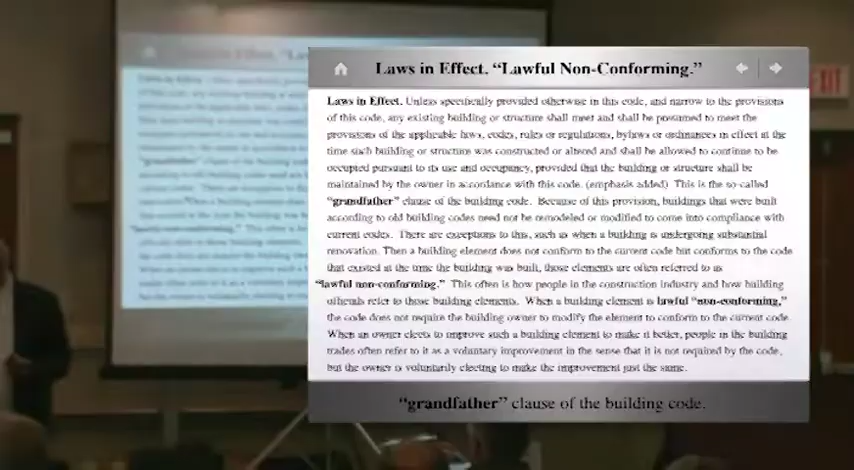 Laws in Effect. “Lawful Non-Conforming.”
Laws in Effect. Unless specifically provided otherwise in this code, and narrow to the provisions
of this code, any existing building or structure shall meet and shall be presumed to meet the
provisions of the applicable laws, codes, rules or regulations, bylaws or ordinances in effect at the
time such building or structure was constructed or altered and shall be allowed to continue to be
occupied pursuant to its use and occupancy, provided that the building or structure shall be
maintained by the owner in accordance with this code. (emphasis added) This is the so-called
“grandfather” clause of the building code. Because of this provision, buildings that were built
according to old building codes need not be remodeled or modified to come into compliance with
current codes. There are exceptions to this, such as when a building is undergoing substantial
renovation. Then a building element does not conform to the current code but conforms to the code
that existed at the time the building was built, those elements are often referred to as
“lawful non-conforming.” This often is how people in the construction industry and how building
officials refer to those building elements. When a building element is lawful “non-conforming,”
the code does not require the building owner to modify the element to conform to the current code.
When an owner elects to improve such a building element to make it better, people in the building
trades often refer to it as a voluntary improvement in the sense that it is not required by the code,
but the owner is voluntarily electing to make the improvement just the same.
“grandfather” clause of the building code.